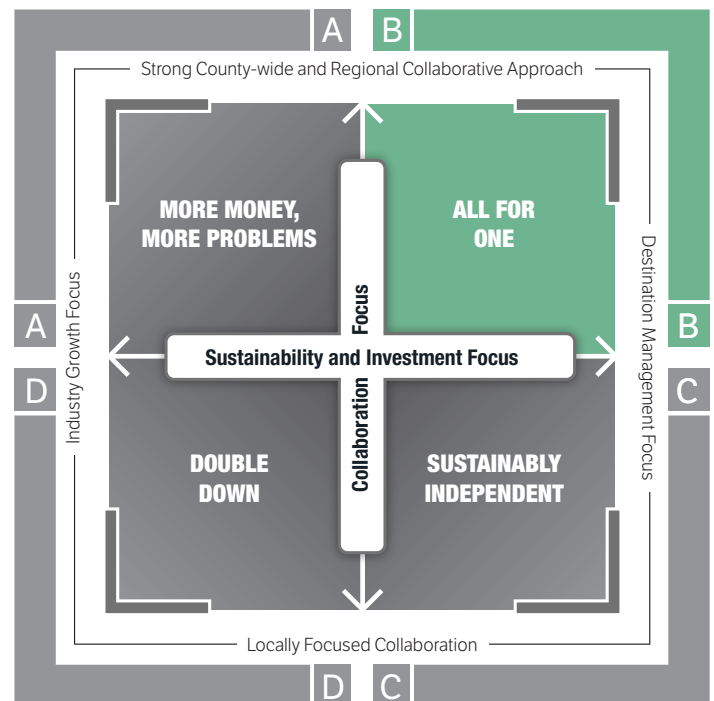 A
B
Strong County-wide and Regional Collaborative Approach
MORE MONEY,
MORE PROBLEMS
ALL FOR
ONE
Industry Growth Focus
Destination Management Focus
A
B
Sustainability and Investment Focus
Collaboration Focus
D
C
DOUBLE
DOWN
SUSTAINABLY
INDEPENDENT
Locally Focused Collaboration
D
C